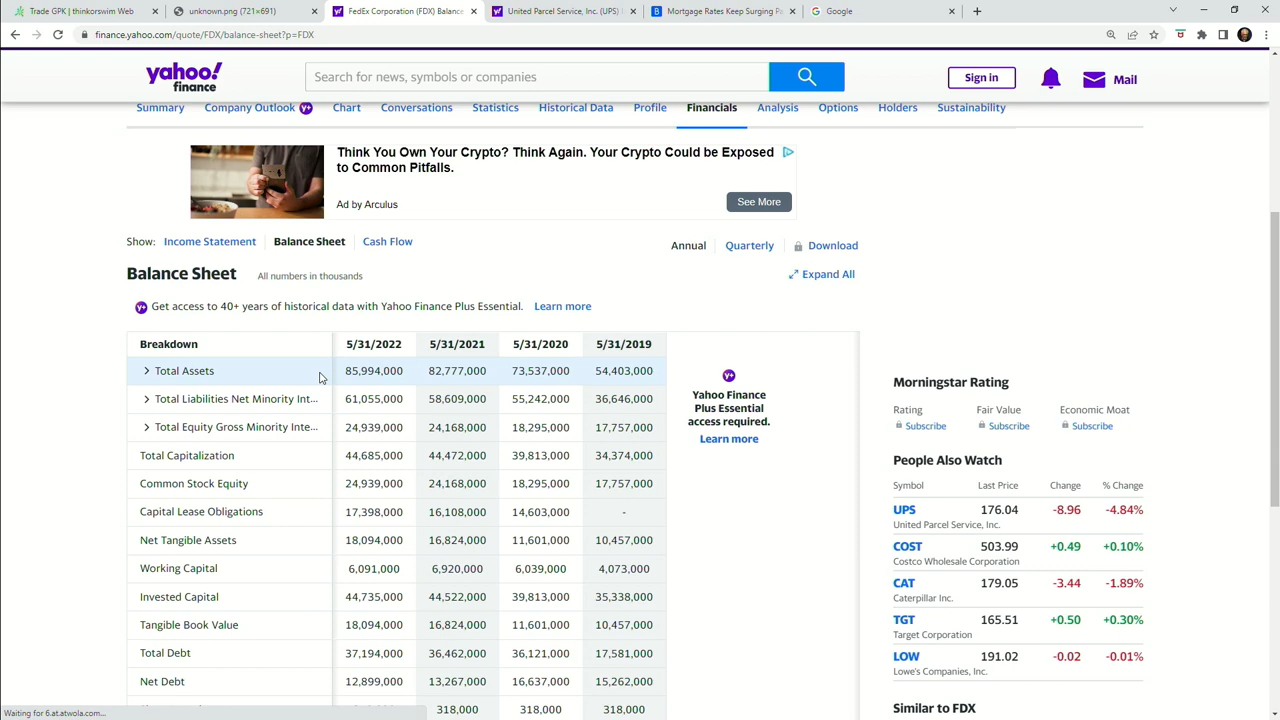 Trade GPK | thinkorswim Web
unknown.png (721×691)
FedEx Corporation (FDX) Balanc
United Parcel Service, Inc. (UPS) I
Mortgage Rates Keep Surging Pa
Google
finance.yahoo.com/quote/FDX/balance-sheet?p=FDX
yahoo!
finance
Search for news, symbols or companies
Sign in
Mail
Summary
Company Outlook
Chart
Conversations
Statistics
Historical Data
Profile
Financials
Analysis
Options
Holders
Sustainability
Think You Own Your Crypto? Think Again. Your Crypto Could be Exposed
to Common Pitfalls.
Ad by Arculus
See More
Show: Income Statement Balance Sheet Cash Flow
Annual Quarterly Download
Balance Sheet All numbers in thousands
Expand All
Get access to 40+ years of historical data with Yahoo Finance Plus Essential. Learn more
Breakdown 5/31/2022 5/31/2021 5/31/2020 5/31/2019
Total Assets 85,994,000 82,777,000 73,537,000 54,403,000
Total Liabilities Net Minority Int... 61,055,000 58,609,000 55,242,000 36,646,000
Total Equity Gross Minority Inte... 24,939,000 24,168,000 18,295,000 17,757,000
Total Capitalization 44,685,000 44,472,000 39,813,000 34,374,000
Common Stock Equity 24,939,000 24,168,000 18,295,000 17,757,000
Capital Lease Obligations 17,398,000 16,108,000 14,603,000 -
Net Tangible Assets 18,094,000 16,824,000 11,601,000 10,457,000
Working Capital 6,091,000 6,920,000 6,039,000 4,073,000
Invested Capital 44,735,000 44,522,000 39,813,000 35,338,000
Tangible Book Value 18,094,000 16,824,000 11,601,000 10,457,000
Total Debt 37,194,000 36,462,000 36,121,000 17,581,000
Net Debt 12,899,000 13,267,000 16,637,000 15,262,000
318,000 318,000 318,000
Y+
Yahoo Finance
Plus Essential
access required.
Learn more
Morningstar Rating
Rating Fair Value Economic Moat
Subscribe Subscribe Subscribe
People Also Watch
Symbol Last Price Change % Change
UPS 176.04 -8.96 -4.84%
United Parcel Service, Inc.
COST 503.99 +0.49 +0.10%
Costco Wholesale Corporation
CAT 179.05 -3.44 -1.89%
Caterpillar Inc.
TGT 165.51 +0.50 +0.30%
Target Corporation
LOW 191.02 -0.02 -0.01%
Lowe's Companies, Inc.
Similar to FDX
Waiting for 6.at.atwola.com...